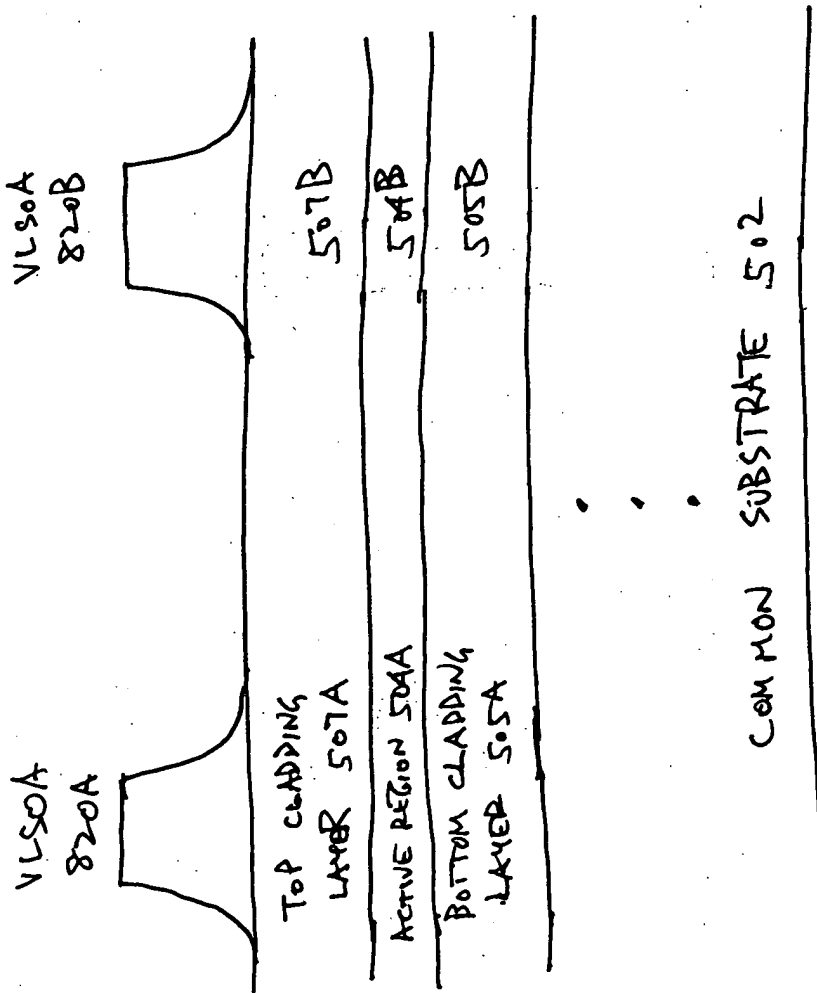 VLSOA
820A
VLSOA
820B
TOP CLADDING
LAYER 507A
507B
ACTIVE REGION 504A
504B
BOTTOM CLADDING
LAYER 505A
505B
COMMON SUBSTRATE 502